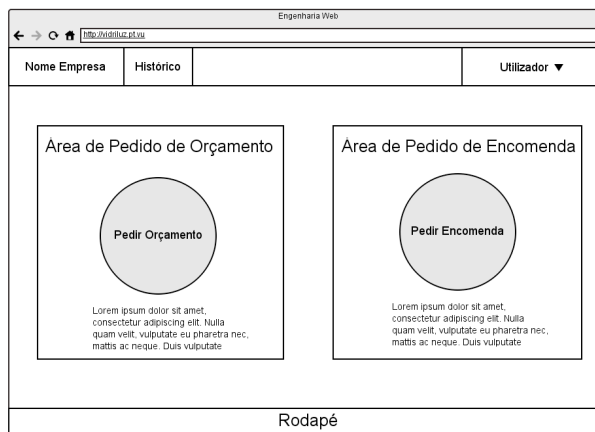 Engenharia Web
http://vidriluz.pt.vu
Nome Empresa
Histórico
Utilizador ▼
Área de Pedido de Orçamento
Pedir Orçamento
Lorem ipsum dolor sit amet,
consectetur adipiscing elit. Nulla
quam velit, vulputate eu pharetra nec,
mattis ac neque. Duis vulputate
Área de Pedido de Encomenda
Pedir Encomenda
Lorem ipsum dolor sit amet,
consectetur adipiscing elit. Nulla
quam velit, vulputate eu pharetra nec,
mattis ac neque. Duis vulputate
Rodapé